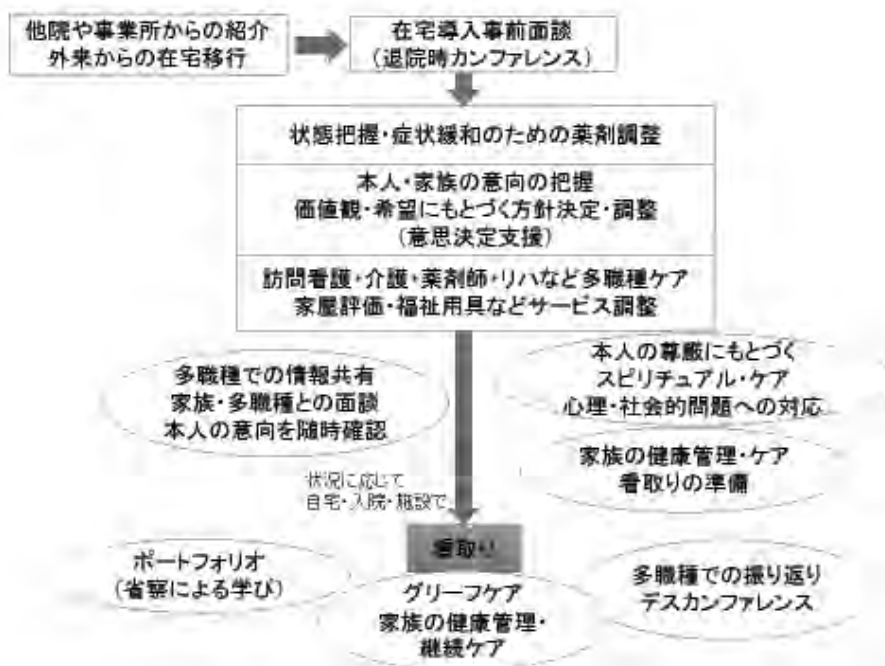 他院や事業所からの紹介
外来からの在宅移行
在宅導入事前面談
(退院時カンファレンス)
状態把握・症状緩和のための薬剤調整
本人・家族の意向の把握
価値観・希望にもとづく方針決定・調整
(意思決定支援)
訪問看護・介護・薬剤師・リハなど多職種ケア
家屋評価・福祉用具などサービス調整
多職種での情報共有
家族・多職種との面談
本人の意向を随時確認
本人の尊厳にもとづく
スピリチュアル・ケア
心理・社会的問題への対応
家族の健康管理・ケア
看取りの準備
状況に応じて
自宅・入院・施設で
看取り
ポートフォリオ
(省察による学び)
グリーフケア
家族の健康管理・
継続ケア
多職種での振り返り
デスカンファレンス